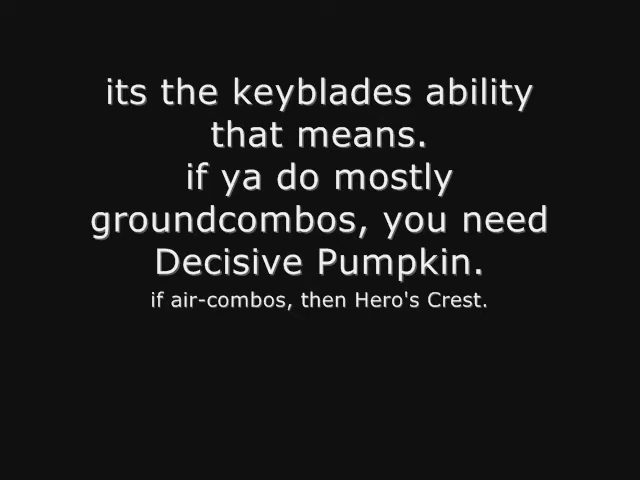 its the keyblades ability
that means.
if ya do mostly
groundcombos, you need
Decisive Pumpkin.
if air-combos, then Hero's Crest.